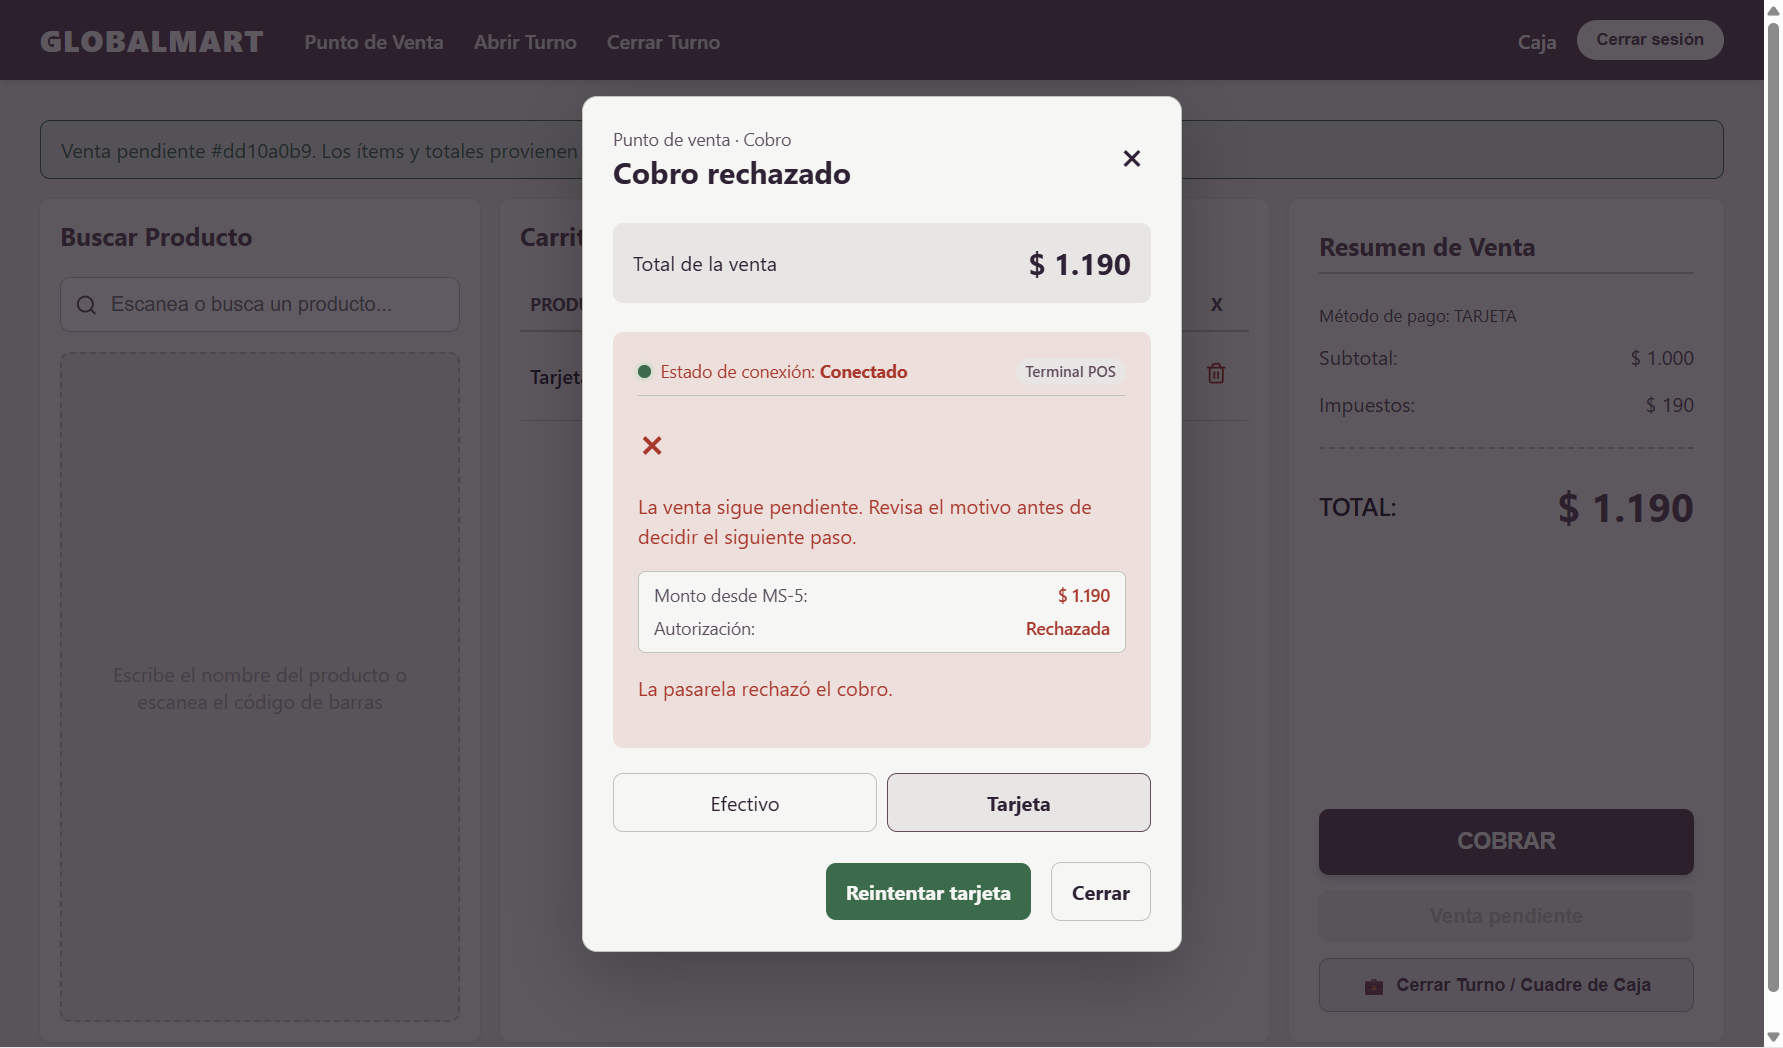 GLOBALMART
Punto de Venta
Abrir Turno
Cerrar Turno
Caja
Cerrar sesión
Venta pendiente #dd10a0b9. Los ítems y totales provienen
Buscar Producto
Escanea o busca un producto...
Escribe el nombre del producto o
escanea el código de barras
X
Punto de venta · Cobro
Cobro rechazado
Total de la venta $ 1.190
Estado de conexión: Conectado
Terminal POS
La venta sigue pendiente. Revisa el motivo antes de
decidir el siguiente paso.
Monto desde MS-5: $ 1.190
Autorización: Rechazada
La pasarela rechazó el cobro.
Efectivo
Tarjeta
Reintentar tarjeta
Cerrar
Resumen de Venta
Método de pago: TARJETA
Subtotal: $ 1.000
Impuestos: $ 190
TOTAL: $ 1.190
COBRAR
Venta pendiente
Cerrar Turno / Cuadre de Caja